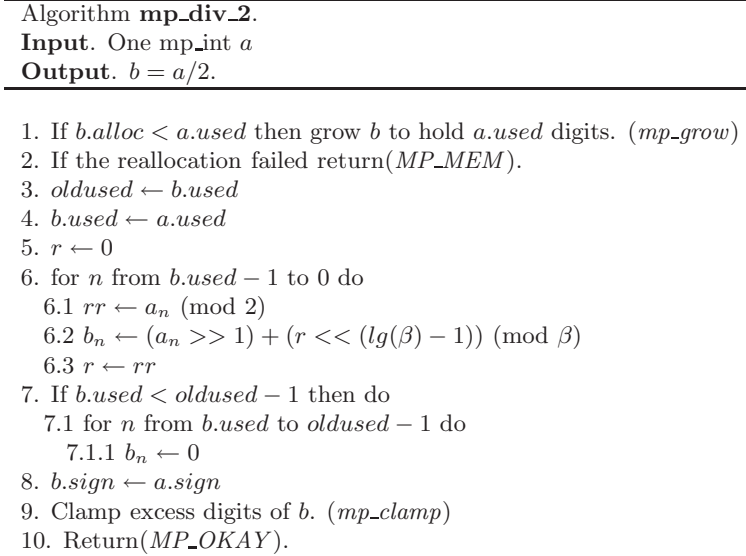 Algorithm mp_div_2.
Input. One mp_int a
Output. b = a/2.
1. If b.alloc < a.used then grow b to hold a.used digits. (mp_grow)
2. If the reallocation failed return(MP_MEM).
3. oldused ← b.used
4. b.used ← a.used
5. r ← 0
6. for n from b.used − 1 to 0 do
6.1 rr ← aₙ (mod 2)
6.2 bₙ ← (aₙ >> 1) + (r << (lg(β) − 1)) (mod β)
6.3 r ← rr
7. If b.used < oldused − 1 then do
7.1 for n from b.used to oldused − 1 do
7.1.1 bₙ ← 0
8. b.sign ← a.sign
9. Clamp excess digits of b. (mp_clamp)
10. Return(MP_OKAY).